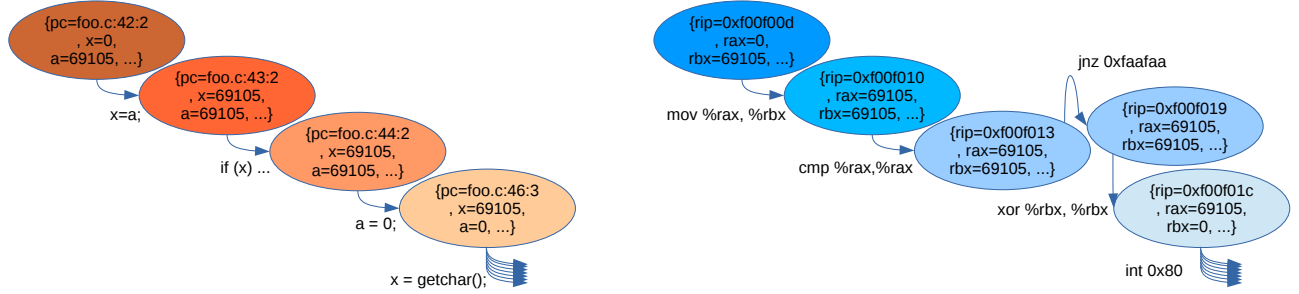 {pc=foo.c:42:2
, x=0,
a=69105, ...}
x=a;
{pc=foo.c:43:2
, x=69105,
a=69105, ...}
if (x) ...
{pc=foo.c:44:2
, x=69105,
a=69105, ...}
a = 0;
{pc=foo.c:46:3
, x=69105,
a=0, ...}
x = getchar();
{rip=0xf00f00d
, rax=0,
rbx=69105, ...}
mov %rax, %rbx
{rip=0xf00f010
, rax=69105,
rbx=69105, ...}
cmp %rax,%rax
{rip=0xf00f013
, rax=69105,
rbx=69105, ...}
jnz 0xfaafaa
{rip=0xf00f019
, rax=69105,
rbx=69105, ...}
xor %rbx, %rbx
{rip=0xf00f01c
, rax=69105,
rbx=0, ...}
int 0x80